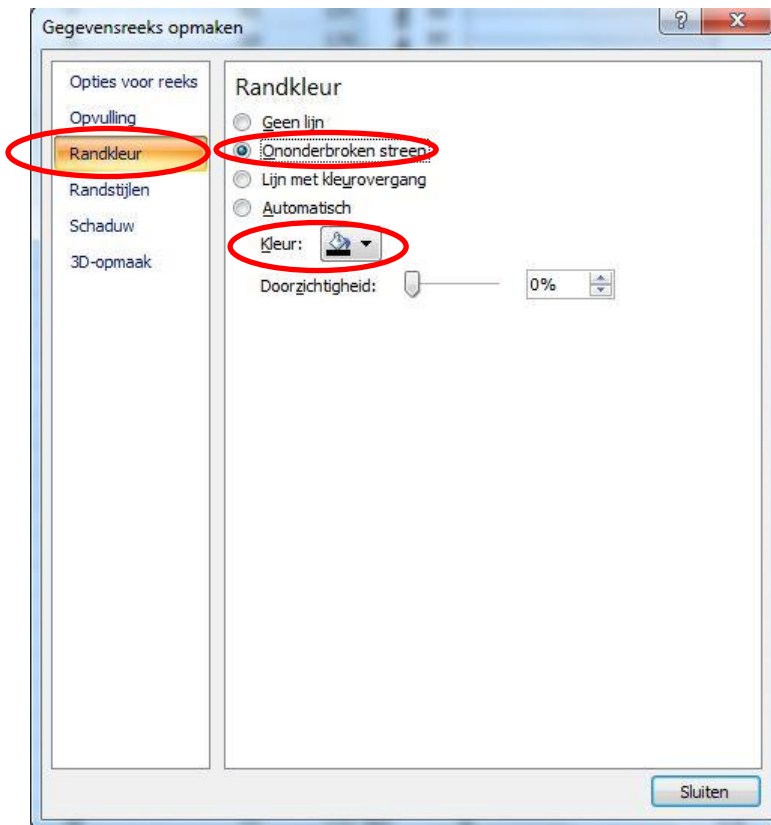 Gegevensreeks opmaken
Opties voor reeks
Opvulling
Randkleur
Randstijlen
Schaduw
3D-opmaak
Randkleur
Geen lijn
Ononderbroken streep
Lijn met kleurovergang
Automatisch
Kleur:
Doorzichtigheid: 0%
Sluiten